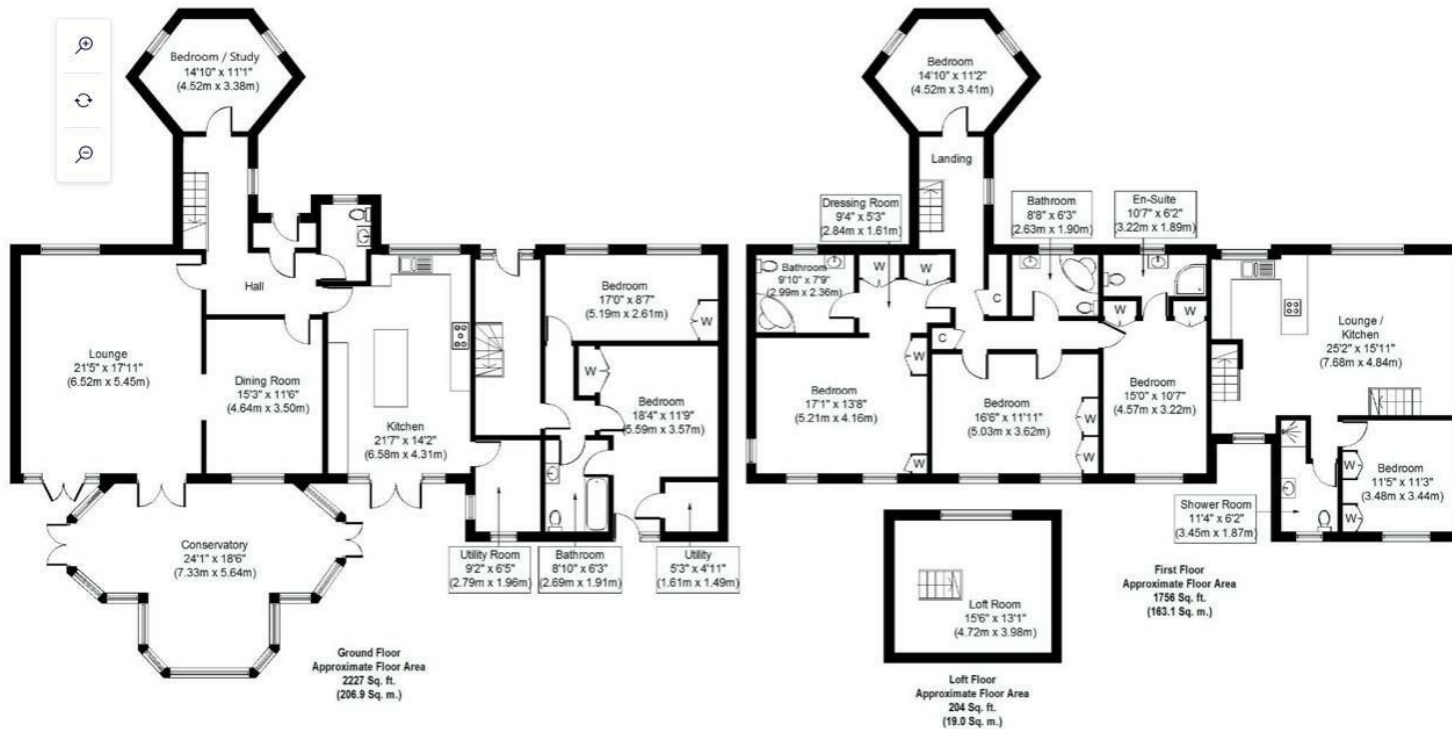 Bedroom / Study
14'10" x 11'1"
(4.52m x 3.38m)
Hall
Lounge
21'5" x 17'11"
(6.52m x 5.45m)
Dining Room
15'3" x 11'6"
(4.64m x 3.50m)
Kitchen
21'7" x 14'2"
(6.58m x 4.31m)
Bedroom
17'0" x 8'7"
(5.19m x 2.61m)
W
W
Bedroom
18'4" x 11'9"
(5.59m x 3.57m)
Conservatory
24'1" x 18'6"
(7.33m x 5.64m)
Utility Room
9'2" x 6'5"
(2.79m x 1.96m)
Bathroom
8'10" x 6'3"
(2.69m x 1.91m)
Utility
5'3" x 4'11"
(1.61m x 1.49m)
Ground Floor
Approximate Floor Area
2227 Sq. ft.
(206.9 Sq. m.)
Bedroom
14'10" x 11'2"
(4.52m x 3.41m)
Landing
Dressing Room
9'4" x 5'3"
(2.84m x 1.61m)
Bathroom
8'8" x 6'3"
(2.63m x 1.90m)
En-Suite
10'7" x 6'2"
(3.22m x 1.89m)
Bathroom
9'10" x 7'9"
(2.99m x 2.36m)
W
W
C
C
W
W
W
Bedroom
17'1" x 13'8"
(5.21m x 4.16m)
W
Bedroom
16'6" x 11'11"
(5.03m x 3.62m)
W
W
Bedroom
15'0" x 10'7"
(4.57m x 3.22m)
Lounge /
Kitchen
25'2" x 15'11"
(7.68m x 4.84m)
Shower Room
11'4" x 6'2"
(3.45m x 1.87m)
W
W
Bedroom
11'5" x 11'3"
(3.48m x 3.44m)
First Floor
Approximate Floor Area
1756 Sq. ft.
(163.1 Sq. m.)
Loft Room
15'6" x 13'1"
(4.72m x 3.98m)
Loft Floor
Approximate Floor Area
204 Sq. ft.
(19.0 Sq. m.)